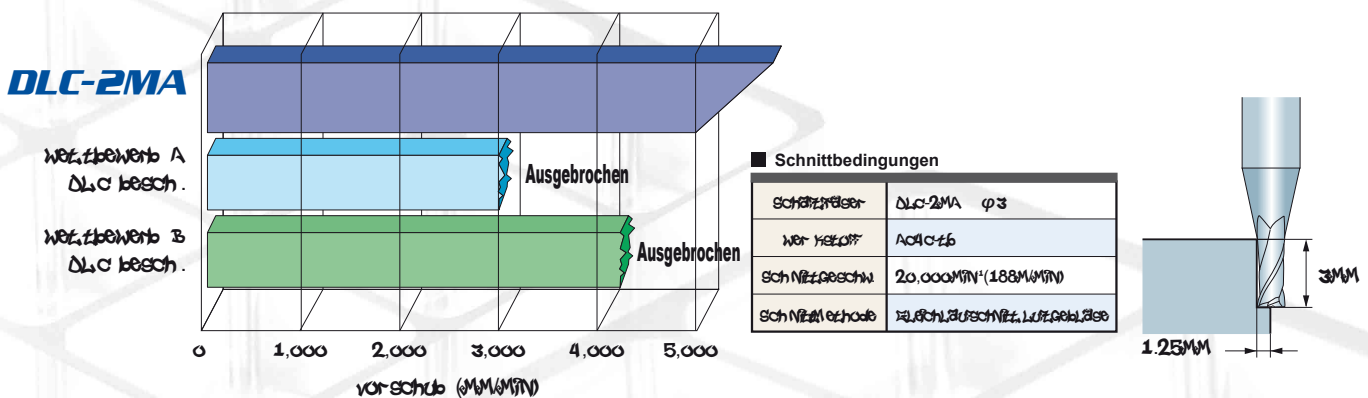 DLC-2MA
Wettbewerb A
DLC besch.
Ausgebrochen
Wettbewerb B
DLC besch.
Ausgebrochen
0 1,000 2,000 3,000 4,000 5,000
Vorschub (mm/min)
Schnittbedingungen
Schaftfräser DLC-2MA φ3
Werkstoff AC4C-T6
Schnittgeschw. 20,000min⁻¹(188m/min)
Schnittmethode Gleichlaufschnitt, Luftgebläse
3mm
1.25mm